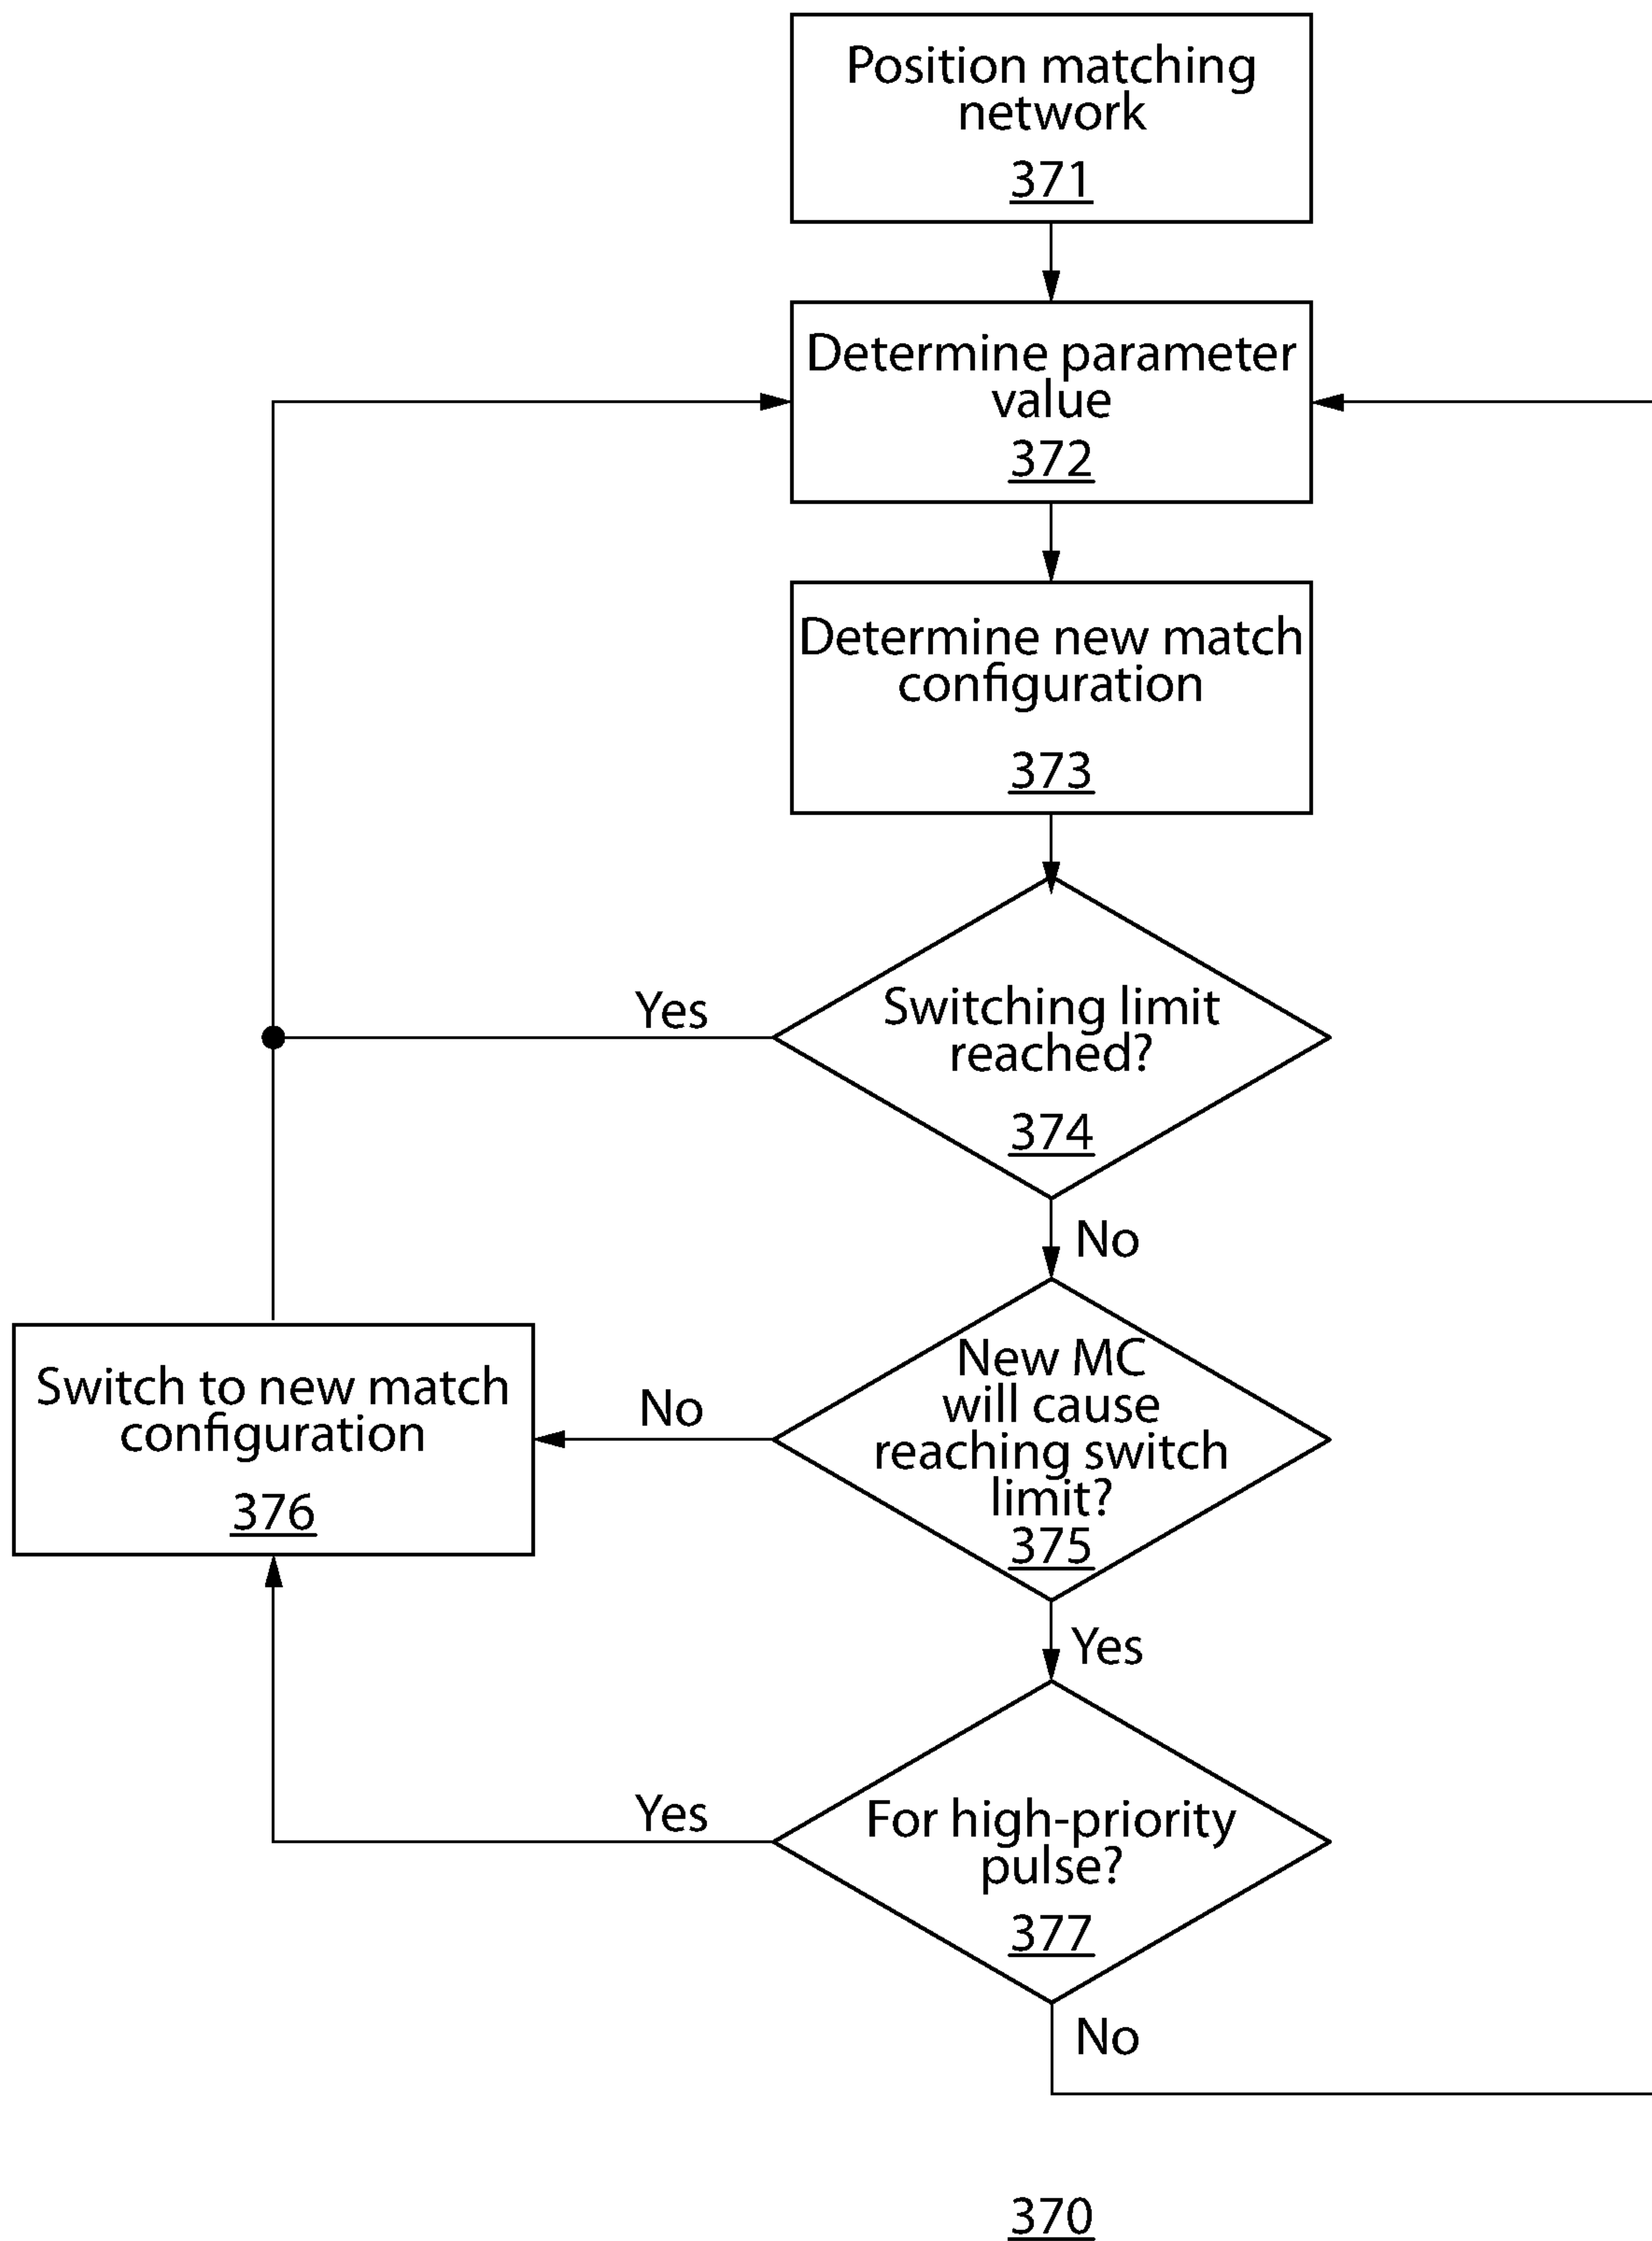 Position matching
network
371
Determine parameter
value
372
Determine new match
configuration
373
Yes
Switching limit
reached?
374
No
Switch to new match
configuration
376
No
New MC
will cause
reaching switch
limit?
375
Yes
Yes
For high-priority
pulse?
377
No
370